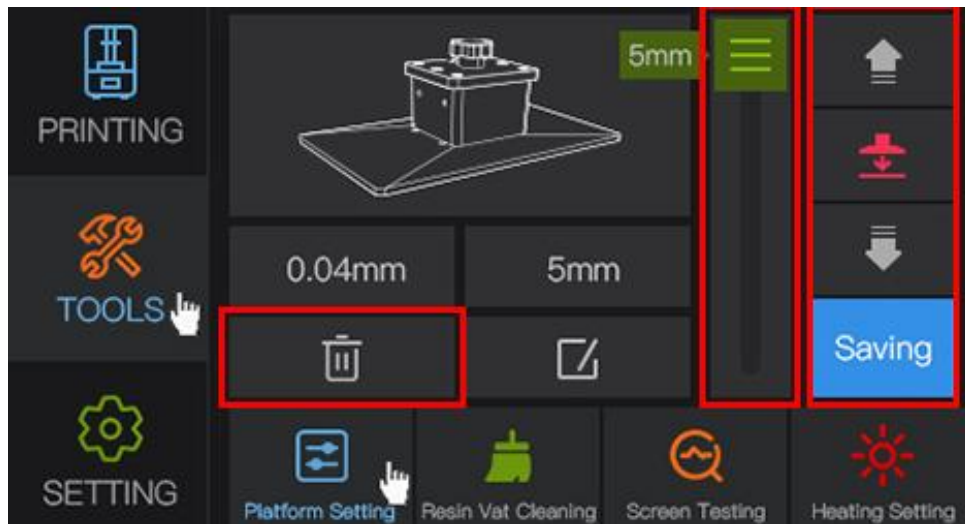 5mm
PRINTING
0.04mm
5mm
TOOLS
Saving
SETTING
Platform Setting
Resin Vat Cleaning
Screen Testing
Heating Setting